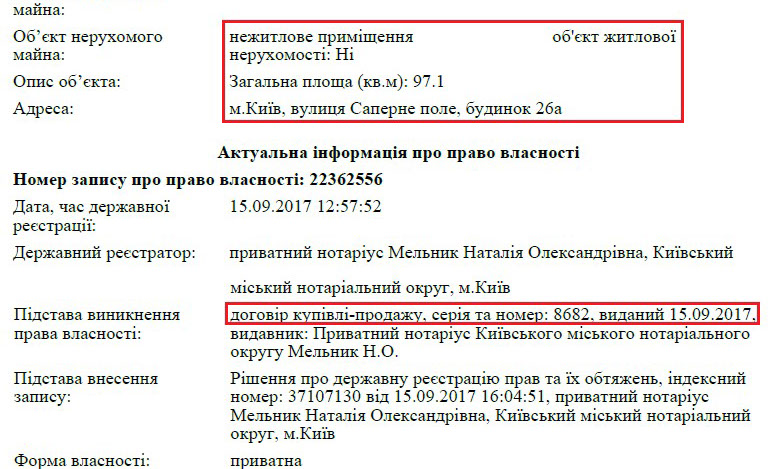 майна:
Об’єкт нерухомого майна:
нежитлове приміщення об'єкт житлової
нерухомості: Ні
Опис об’єкта: Загальна площа (кв.м): 97.1
Адреса: м.Київ, вулиця Саперне поле, будинок 26а
Актуальна інформація про право власності
Номер запису про право власності: 22362556
Дата, час державної
реєстрації:
15.09.2017 12:57:52
Державний реєстратор: приватний нотаріус Мельник Наталія Олександрівна, Київський
міський нотаріальний округ, м.Київ
Підстава виникнення
права власності:
договір купівлі-продажу, серія та номер: 8682, виданий 15.09.2017,
видавник: Приватний нотаріус Київського міського нотаріального
округу Мельник Н.О.
Підстава внесення
запису:
Рішення про державну реєстрацію прав та їх обтяжень, індексний
номер: 37107130 від 15.09.2017 16:04:51, приватний нотаріус
Мельник Наталія Олександрівна, Київський міський нотаріальний
округ, м.Київ
Форма власності: приватна